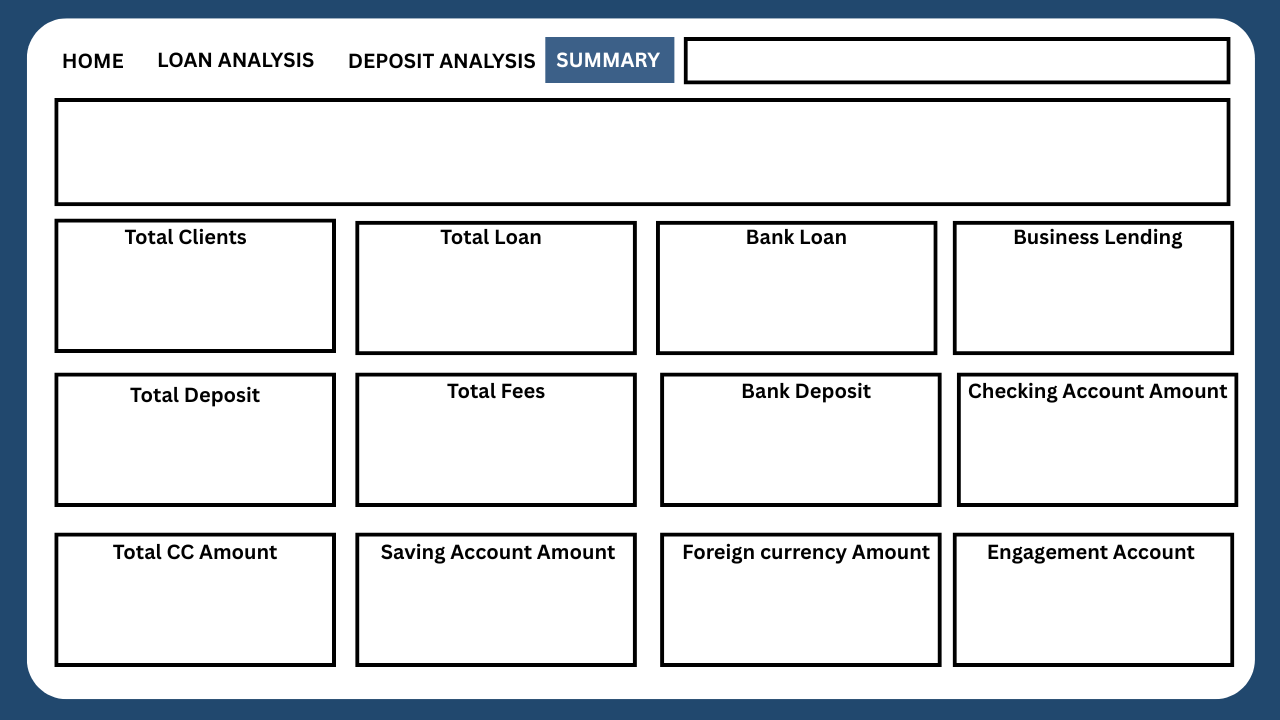 HOME LOAN ANALYSIS DEPOSIT ANALYSIS SUMMARY
Total Clients
Total Loan
Bank Loan
Business Lending
Total Deposit
Total Fees
Bank Deposit
Checking Account Amount
Total CC Amount
Saving Account Amount
Foreign currency Amount
Engagement Account